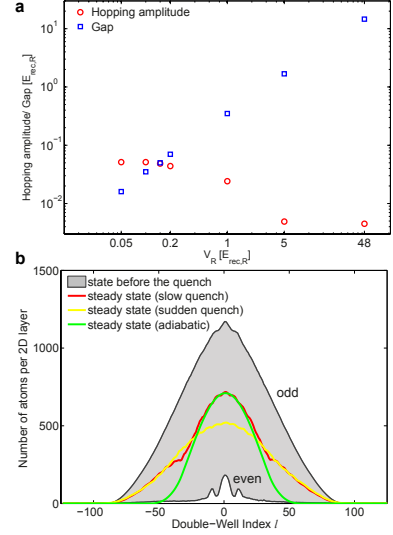 a
Hopping amplitude
Gap
Hopping amplitude/ Gap [E_rec,R]
10^1
10^0
10^-1
10^-2
0.05 0.2 1 5 48
V_R [E_rec,R]
b
1500
state before the quench
steady state (slow quench)
steady state (sudden quench)
steady state (adiabatic)
1000
odd
Number of atoms per 2D layer
500
even
0
−100 −50 0 50 100
Double−Well Index l